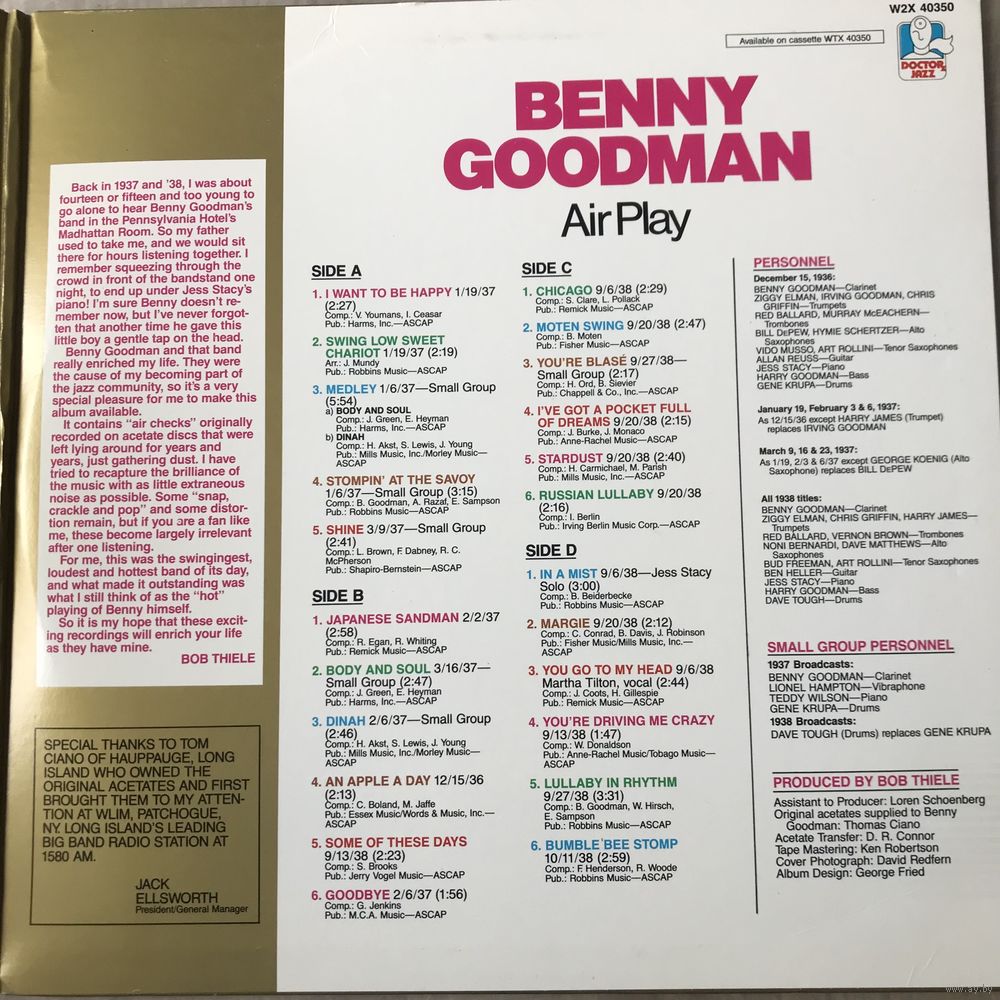 W2X 40350
Available on cassette WTX 40350
DOCTOR JAZZ
BENNY
GOODMAN
Air Play
Back in 1937 and '38, I was about
fourteen or fifteen and too young to
go alone to hear Benny Goodman's
band in the Pennsylvania Hotel's
Madhattan Room. So my father
used to take me, and we would sit
there for hours listening together. I
remember squeezing through the
crowd in front of the bandstand one
night, to end up under Jess Stacy's
piano! I'm sure Benny doesn't re-
member now, but I've never forgot-
ten that another time he gave this
little boy a gentle tap on the head.
Benny Goodman and that band
really enriched my life. They were
the cause of my becoming part of
the jazz community, so it's a very
special pleasure for me to make this
album available.
It contains "air checks" originally
recorded on acetate discs that were
left lying around for years and
years, just gathering dust. I have
tried to recapture the brilliance of
the music with as little extraneous
noise as possible. Some "snap,
crackle and pop" and some distor-
tion remain, but if you are a fan like
me, these become largely irrelevant
after one listening.
For me, this was the swingingest,
loudest and hottest band of its day,
and what made it outstanding was
what I still think of as the "hot"
playing of Benny himself.
So it is my hope that these excit-
ing recordings will enrich your life
as they have mine.
BOB THIELE
SPECIAL THANKS TO TOM
CIANO OF HAUPPAUGE, LONG
ISLAND WHO OWNED THE
ORIGINAL ACETATES AND FIRST
BROUGHT THEM TO MY ATTEN-
TION AT WLIM, PATCHOGUE,
NY. LONG ISLAND'S LEADING
BIG BAND RADIO STATION AT
1580 AM.
JACK
ELLSWORTH
President/General Manager
SIDE A
1. I WANT TO BE HAPPY 1/19/37
(2:27)
Comp.: V. Youmans, I. Ceasar
Pub.: Harms, Inc.—ASCAP
2. SWING LOW SWEET
CHARIOT 1/19/37 (2:19)
Arr.: J. Mundy
Pub.: Robbins Music—ASCAP
3. MEDLEY 1/6/37—Small Group
(5:54)
a) BODY AND SOUL
Comp.: J. Green, E. Heyman
Pub.: Harms, Inc.—ASCAP
b) DINAH
Comp.: H. Akst, S. Lewis, J. Young
Pub.: Mills Music, Inc./Morley Music—
ASCAP
4. STOMPIN' AT THE SAVOY
1/6/37—Small Group (3:15)
Comp.: B. Goodman, A. Razaf, E. Sampson
Pub.: Robbins Music—ASCAP
5. SHINE 3/9/37—Small Group
(2:41)
Comp.: L. Brown, F. Dabney, R. C.
McPherson
Pub.: Shapiro-Bernstein—ASCAP
SIDE B
1. JAPANESE SANDMAN 2/2/37
(2:58)
Comp.: R. Egan, R. Whiting
Pub.: Remick Music—ASCAP
2. BODY AND SOUL 3/16/37—
Small Group (2:47)
Comp.: J. Green, E. Heyman
Pub.: Harms, Inc.—ASCAP
3. DINAH 2/6/37—Small Group
(2:46)
Comp.: H. Akst, S. Lewis, J. Young
Pub.: Mills Music, Inc./Morley Music—
ASCAP
4. AN APPLE A DAY 12/15/36
(2:13)
Comp.: C. Boland, M. Jaffe
Pub.: Essex Music/Words & Music, Inc.—
ASCAP
5. SOME OF THESE DAYS
9/13/38 (2:23)
Comp.: S. Brooks
Pub.: Jerry Vogel Music—ASCAP
6. GOODBYE 2/6/37 (1:56)
Comp.: G. Jenkins
Pub.: M.C.A. Music—ASCAP
SIDE C
1. CHICAGO 9/6/38 (2:29)
Comp.: S. Clare, L. Pollack
Pub.: Remick Music—ASCAP
2. MOTEN SWING 9/20/38 (2:47)
Comp.: B. Moten
Pub.: Fisher Music—ASCAP
3. YOU'RE BLASÉ 9/27/38—
Small Group (2:17)
Comp.: H. Ord, B. Sievier
Pub.: Chappell & Co., Inc.—ASCAP
4. I'VE GOT A POCKET FULL
OF DREAMS 9/20/38 (2:15)
Comp.: J. Burke, J. Monaco
Pub.: Anne-Rachel Music—ASCAP
5. STARDUST 9/20/38 (2:40)
Comp.: H. Carmichael, M. Parish
Pub.: Mills Music, Inc.—ASCAP
6. RUSSIAN LULLABY 9/20/38
(2:16)
Comp.: I. Berlin
Pub.: Irving Berlin Music Corp.—ASCAP
SIDE D
1. IN A MIST 9/6/38—Jess Stacy
Solo (3:00)
Comp.: B. Beiderbecke
Pub.: Robbins Music—ASCAP
2. MARGIE 9/20/38 (2:12)
Comp.: C. Conrad, B. Davis, J. Robinson
Pub.: Fisher Music/Mills Music, Inc.—
ASCAP
3. YOU GO TO MY HEAD 9/6/38
Martha Tilton, vocal (2:44)
Comp.: J. Coots, H. Gillespie
Pub.: Remick Music—ASCAP
4. YOU'RE DRIVING ME CRAZY
9/13/38 (1:47)
Comp.: W. Donaldson
Pub.: Anne-Rachel Music/Tobago Music—
ASCAP
5. LULLABY IN RHYTHM
9/27/38 (3:31)
Comp.: B. Goodman, W. Hirsch,
E. Sampson
Pub.: Robbins Music—ASCAP
6. BUMBLE BEE STOMP
10/11/38 (2:59)
Comp.: F. Henderson, R. Woode
Pub.: Robbins Music—ASCAP
PERSONNEL
December 15, 1936:
BENNY GOODMAN—Clarinet
ZIGGY ELMAN, IRVING GOODMAN, CHRIS
GRIFFIN—Trumpets
RED BALLARD, MURRAY McEACHERN—
Trombones
BILL DePEW, HYMIE SCHERTZER—Alto
Saxophones
VIDO MUSSO, ART ROLLINI—Tenor Saxophones
ALLAN REUSS—Guitar
JESS STACY—Piano
HARRY GOODMAN—Bass
GENE KRUPA—Drums
January 19, February 3 & 6, 1937:
As 12/15/36 except HARRY JAMES (Trumpet)
replaces IRVING GOODMAN
March 9, 16 & 23, 1937:
As 1/19, 2/3 & 6/37 except GEORGE KOENIG (Alto
Saxophone) replaces BILL DePEW
All 1938 titles:
BENNY GOODMAN—Clarinet
ZIGGY ELMAN, CHRIS GRIFFIN, HARRY JAMES—
Trumpets
RED BALLARD, VERNON BROWN—Trombones
NONI BERNARDI, DAVE MATTHEWS—Alto
Saxophones
BUD FREEMAN, ART ROLLINI—Tenor Saxophones
BEN HELLER—Guitar
JESS STACY—Piano
HARRY GOODMAN—Bass
DAVE TOUGH—Drums
SMALL GROUP PERSONNEL
1937 Broadcasts:
BENNY GOODMAN—Clarinet
LIONEL HAMPTON—Vibraphone
TEDDY WILSON—Piano
GENE KRUPA—Drums
1938 Broadcasts:
DAVE TOUGH (Drums) replaces GENE KRUPA
PRODUCED BY BOB THIELE
Assistant to Producer: Loren Schoenberg
Original acetates supplied to Benny
Goodman: Thomas Ciano
Acetate Transfer: D. R. Connor
Tape Mastering: Ken Robertson
Cover Photograph: David Redfern
Album Design: George Fried
www.ay.by